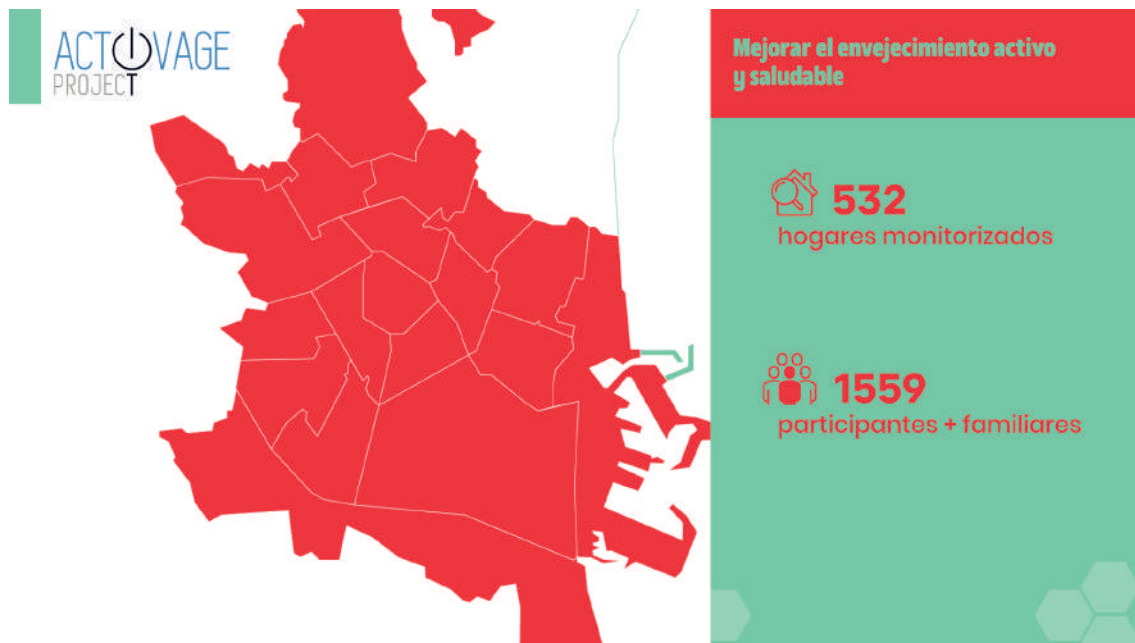 ACTIVAGE
PROJECT
Mejorar el envejecimiento activo
y saludable
532
hogares monitorizados
1559
participantes + familiares